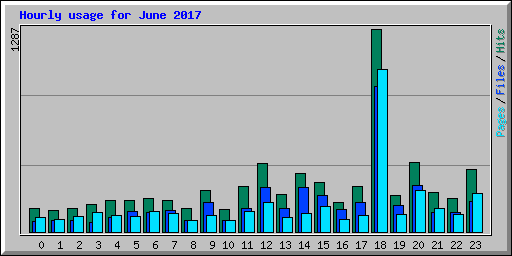 Hourly usage for June 2017
1287
Pages/Files/Hits
0 1 2 3 4 5 6 7 8 9 10 11 12 13 14 15 16 17 18 19 20 21 22 23